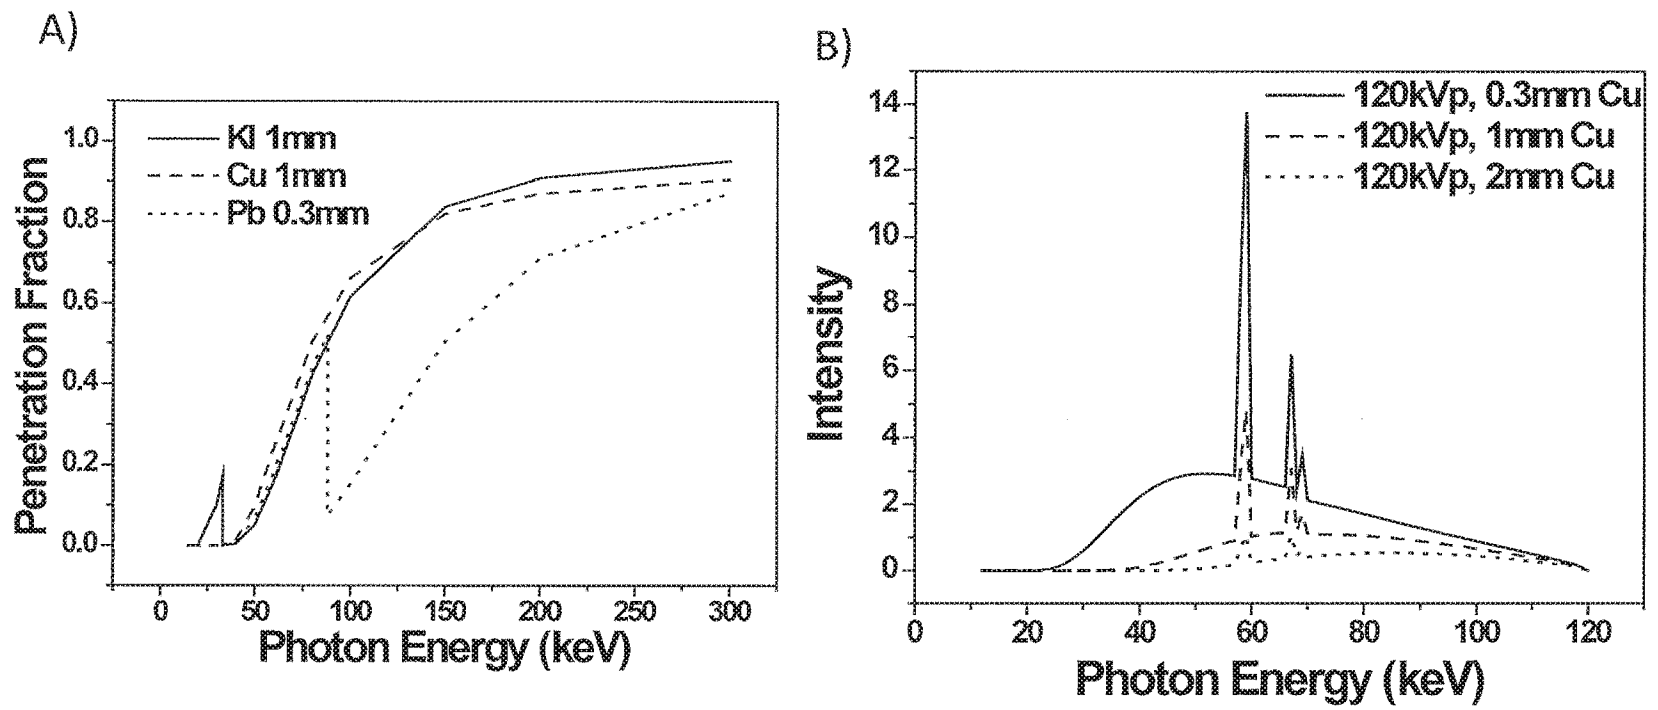 A)
KI 1mm
Cu 1mm
Pb 0.3mm
Penetration Fraction
1.0
0.8
0.6
0.4
0.2
0.0
0 50 100 150 200 250 300
Photon Energy (keV)
B)
120kVp, 0.3mm Cu
120kVp, 1mm Cu
120kVp, 2mm Cu
Intensity
14
12
10
8
6
4
2
0
0 20 40 60 80 100 120
Photon Energy (keV)